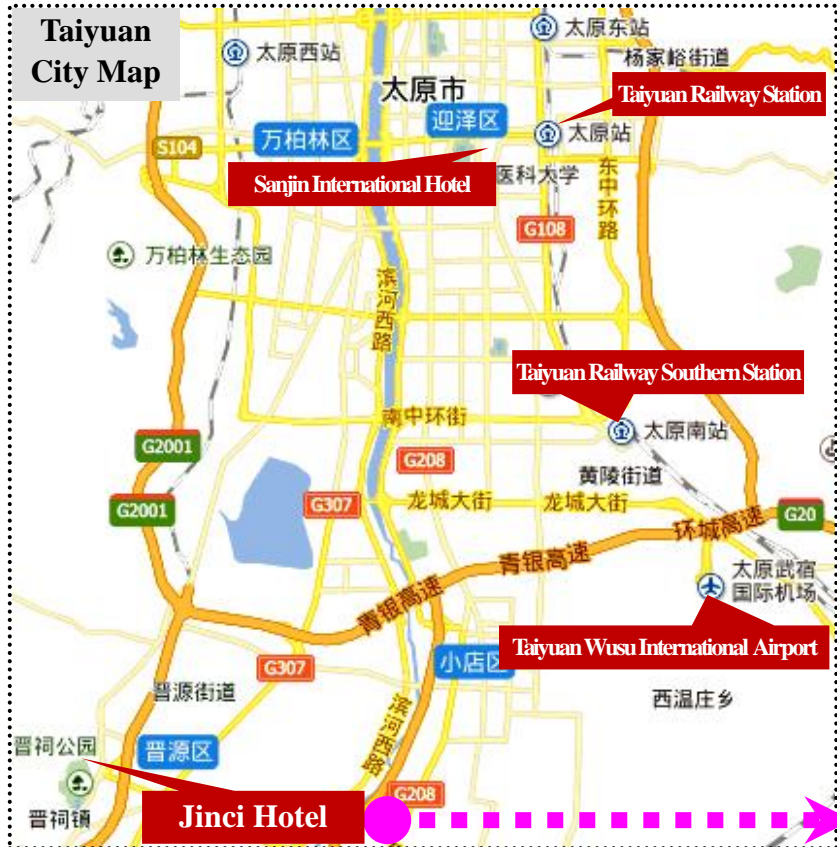 Taiyuan
City Map
太原西站
太原东站
杨家峪街道
太原市
Taiyuan Railway Station
迎泽区
太原站
万柏林区
S104
Sanjin International Hotel
医科大学
东中环路
G108
万柏林生态园
滨河西路
Taiyuan Railway Southern Station
南中环街
太原南站
G2001
G208
黄陵街道
G2001
G307
龙城大街
龙城大街
G20
环城高速
青银高速
青银高速
太原武宿
国际机场
Taiyuan Wusu International Airport
小店区
G307
晋源街道
西温庄乡
滨河西路
晋祠公园
晋源区
G208
Jinci Hotel
晋祠镇